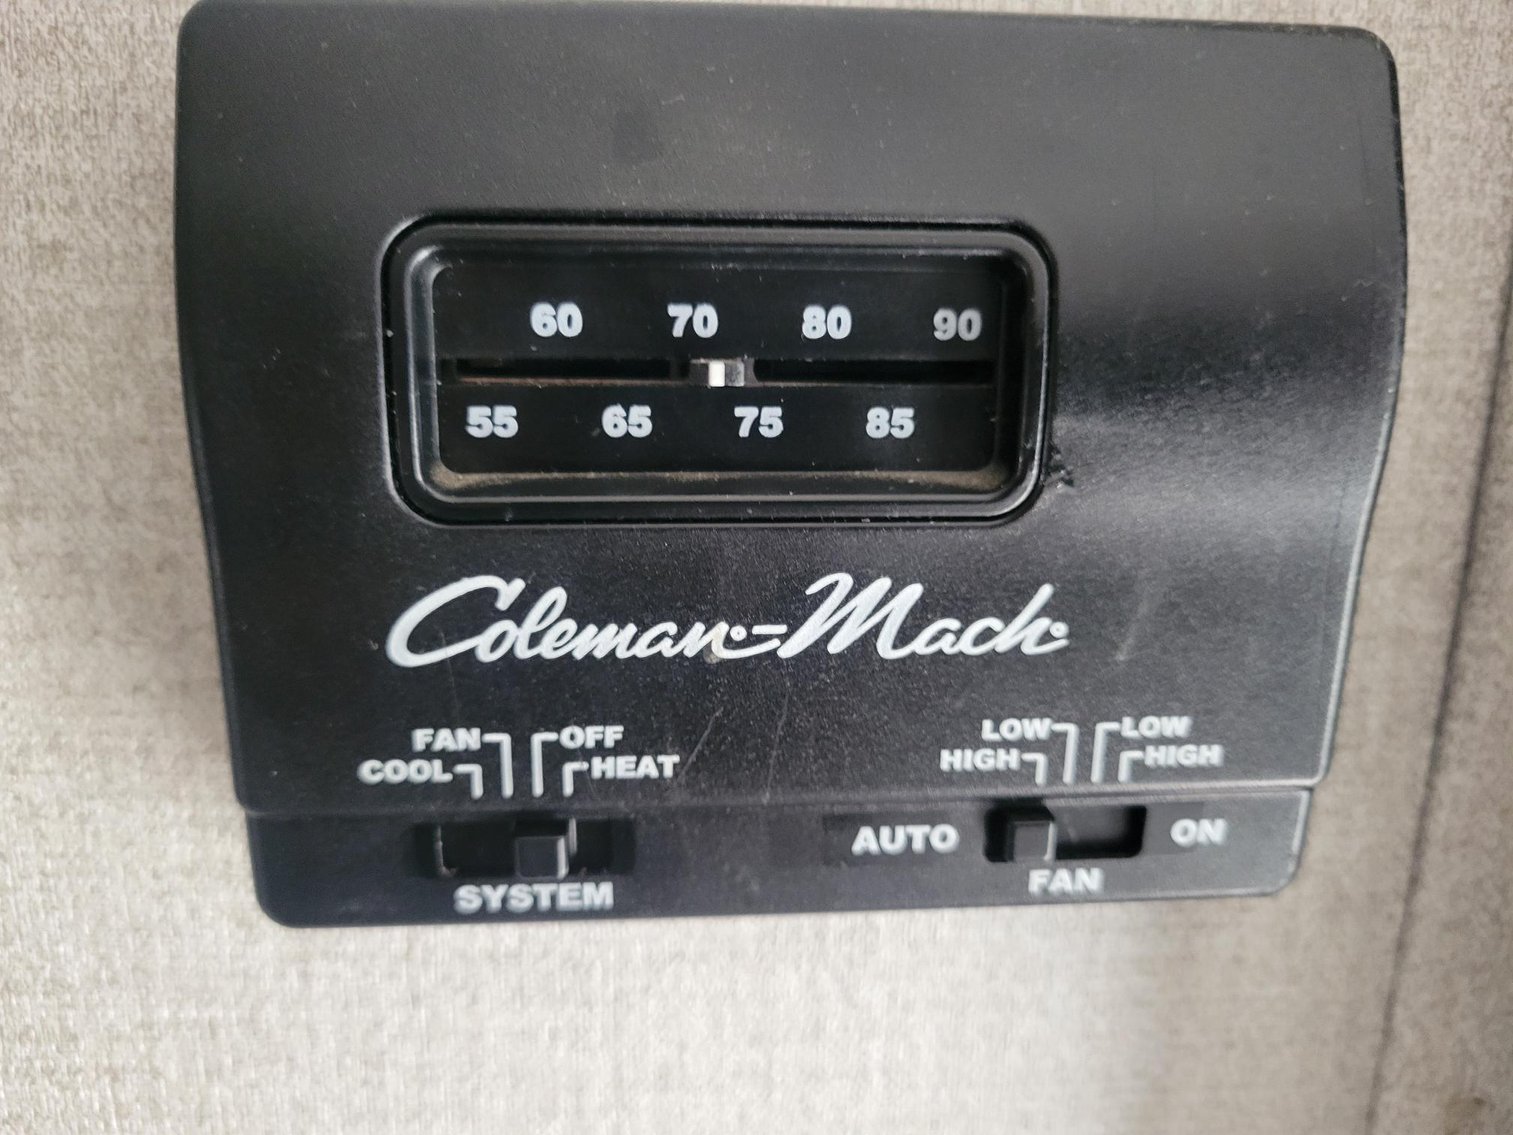 60 70 80 90
55 65 75 85
Coleman®-Mach®
FAN OFF
COOL HEAT
LOW LOW
HIGH HIGH
AUTO ON
SYSTEM
FAN